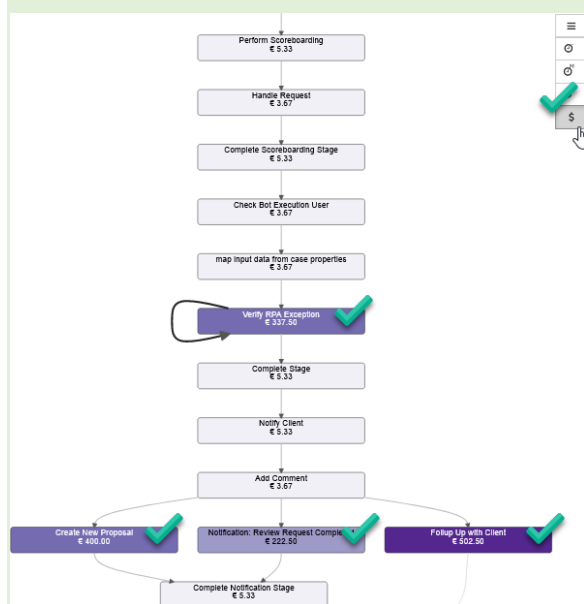 Perform Scoreboarding
€ 5.33
Handle Request
€ 3.67
Complete Scoreboarding Stage
€ 5.33
Check Bot Execution User
€ 3.67
map input data from case properties
€ 3.67
Verify RPA Exception
€ 337.50
Complete Stage
€ 5.33
Notify Client
€ 5.33
Add Comment
€ 3.67
Create New Proposal
€ 400.00
Notification: Review Request
€ 222.50
Follup Up with Client
€ 502.50
Complete Notification Stage
€ 5.33
$